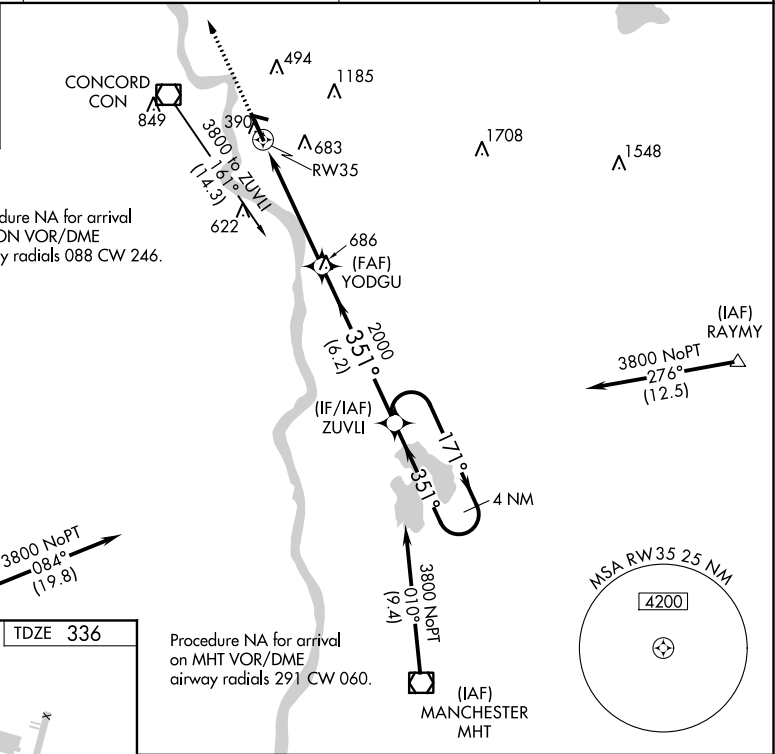 CONCORD
CON
849
494
1185
390
683
RW35
1708
1548
3800 to ZUVLI
161°
(14.3)
622
dure NA for arrival
ON VOR/DME
y radials 088 CW 246.
686
(FAF)
YODGU
2000
351°
(6.2)
(IAF)
RAYMY
3800 NoPT
276°
(12.5)
(IF/IAF)
ZUVLI
171°
351°
4 NM
3800 NoPT
084°
(19.8)
3800 NoPT
010°
(9.4)
MSA RW35 25 NM
4200
TDZE 336
Procedure NA for arrival
on MHT VOR/DME
airway radials 291 CW 060.
(IAF)
MANCHESTER
MHT